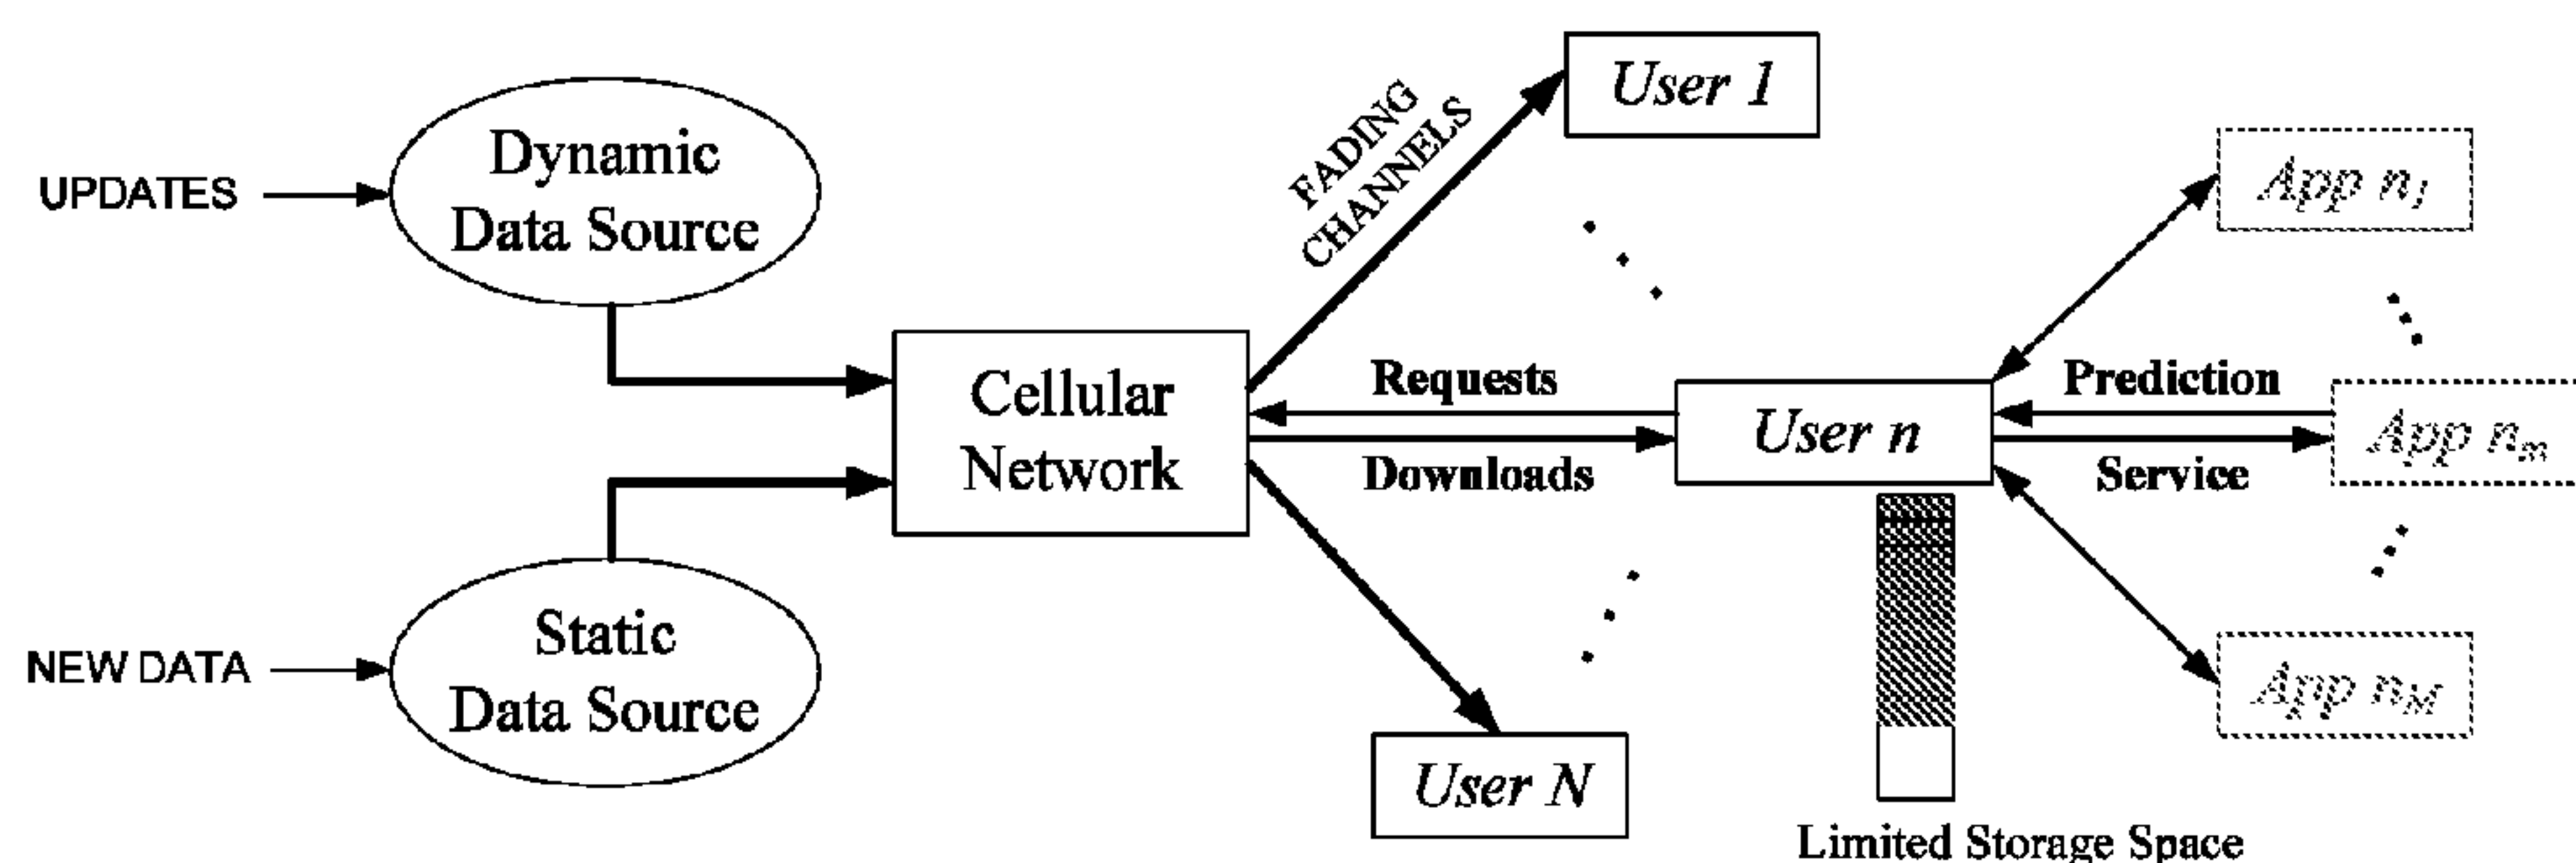 UPDATES
Dynamic
Data Source
NEW DATA
Static
Data Source
Cellular
Network
FADING
CHANNELS
User 1
Requests
Downloads
User n
User N
Limited Storage Space
Prediction
Service
App n1
App nm
App nM